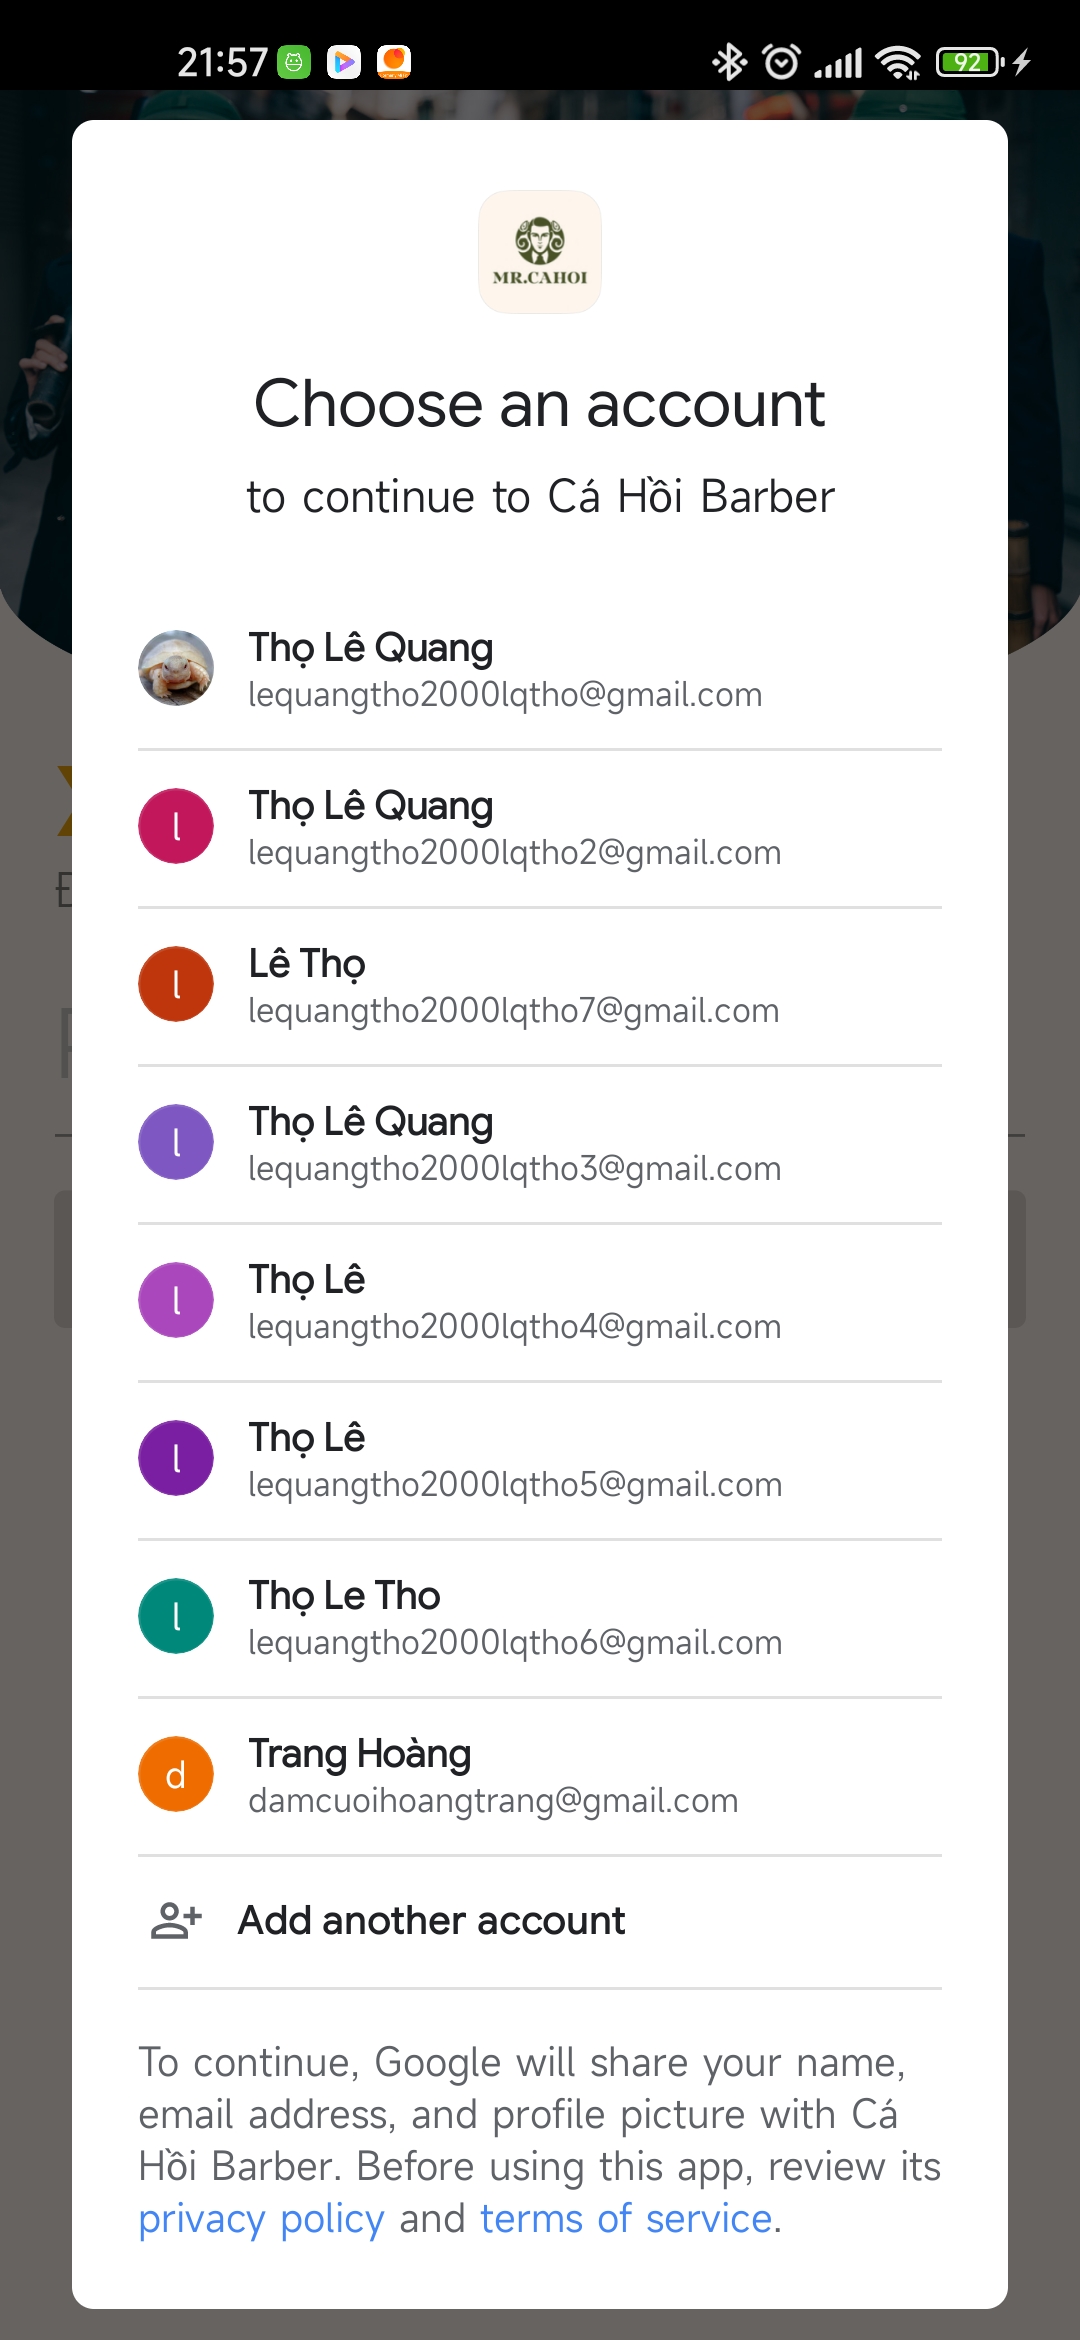 21:57
92
MR.CAHOI
Choose an account
to continue to Cá Hồi Barber
Thọ Lê Quang
lequangtho2000lqtho@gmail.com
l
Thọ Lê Quang
lequangtho2000lqtho2@gmail.com
l
Lê Thọ
lequangtho2000lqtho7@gmail.com
l
Thọ Lê Quang
lequangtho2000lqtho3@gmail.com
l
Thọ Lê
lequangtho2000lqtho4@gmail.com
l
Thọ Lê
lequangtho2000lqtho5@gmail.com
l
Thọ Le Tho
lequangtho2000lqtho6@gmail.com
d
Trang Hoàng
damcuoihoangtrang@gmail.com
Add another account
To continue, Google will share your name,
email address, and profile picture with Cá
Hồi Barber. Before using this app, review its
privacy policy and terms of service.